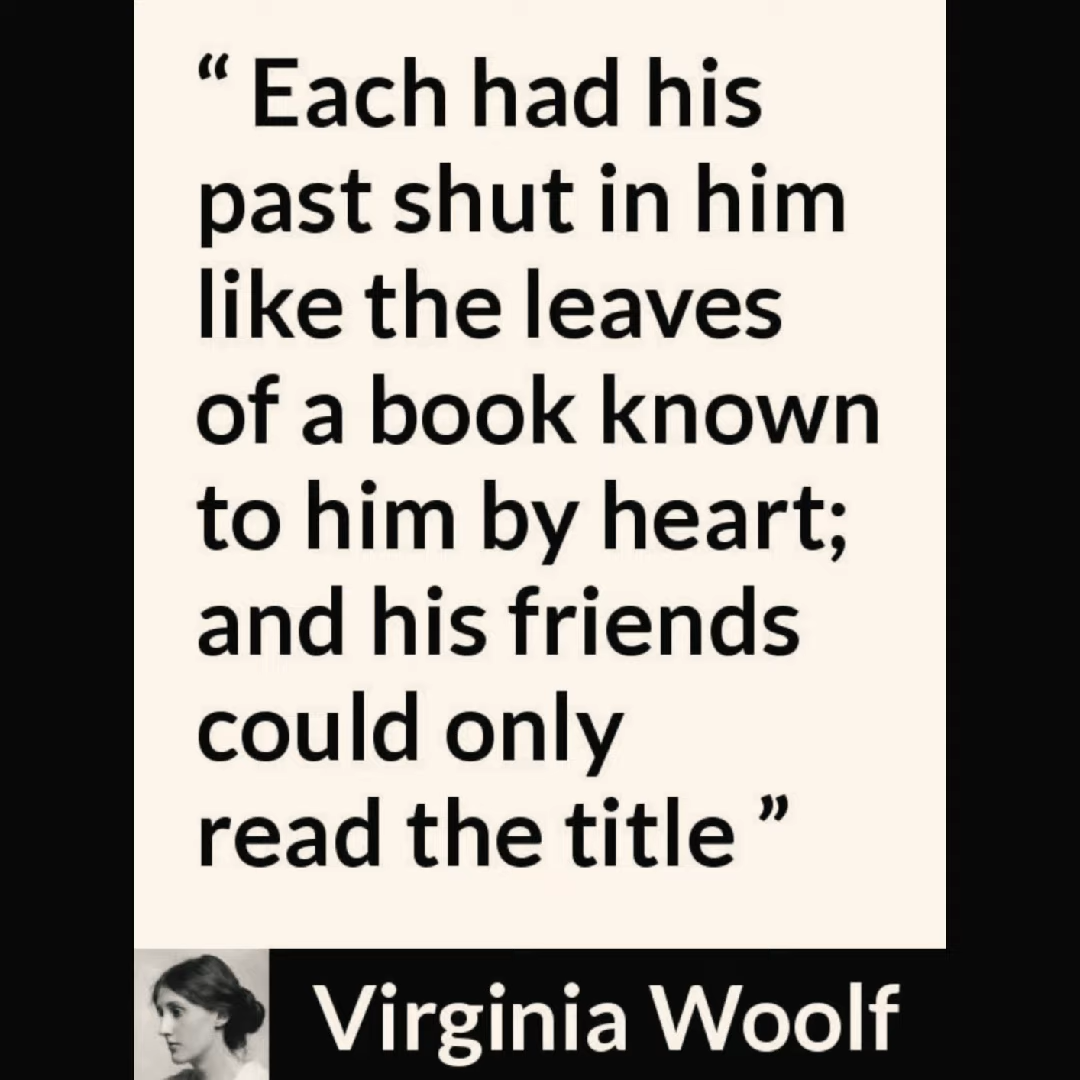 “ Each had his
past shut in him
like the leaves
of a book known
to him by heart;
and his friends
could only
read the title ”
Virginia Woolf